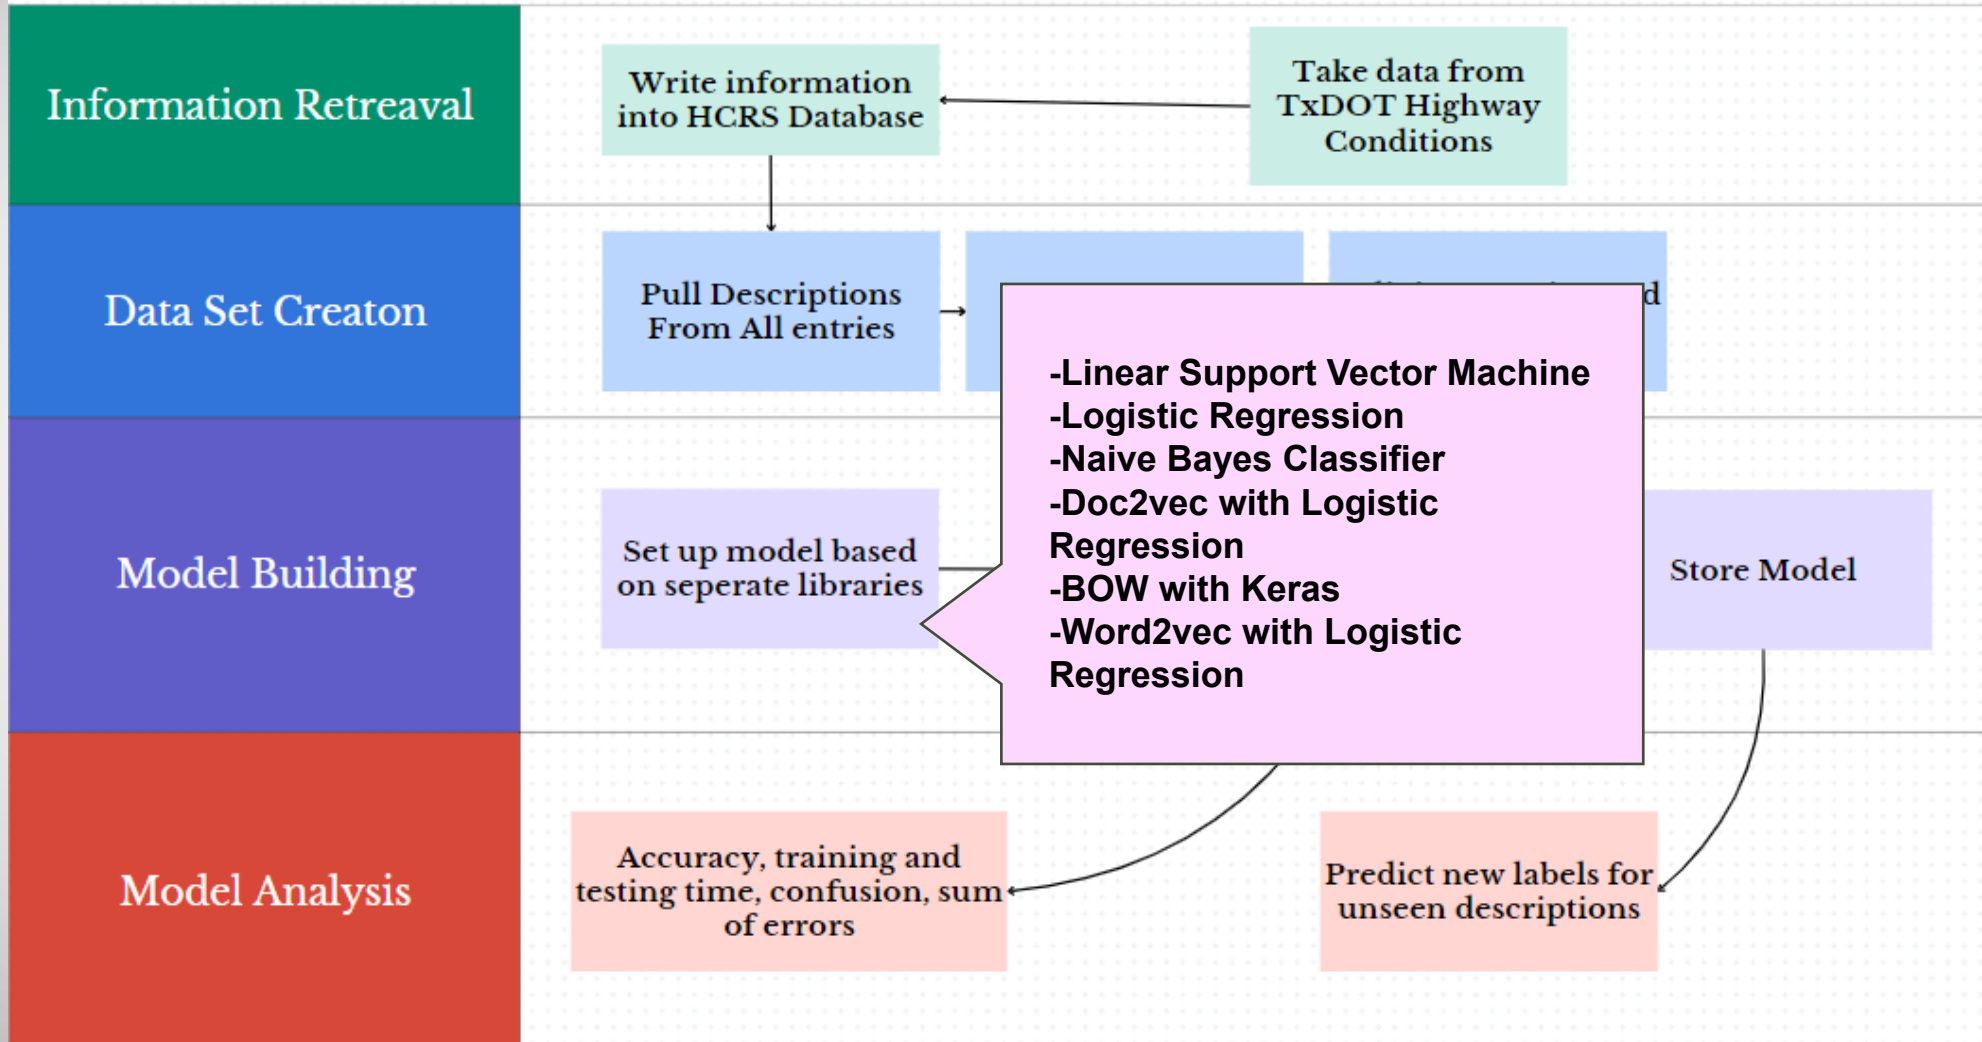 Information Retreaval
Write information
into HCRS Database
Take data from
TxDOT Highway
Conditions
Data Set Creaton
Pull Descriptions
From All entries
-Linear Support Vector Machine
-Logistic Regression
-Naive Bayes Classifier
-Doc2vec with Logistic
Regression
-BOW with Keras
-Word2vec with Logistic
Regression
Model Building
Set up model based
on seperate libraries
Store Model
Model Analysis
Accuracy, training and
testing time, confusion, sum
of errors
Predict new labels for
unseen descriptions